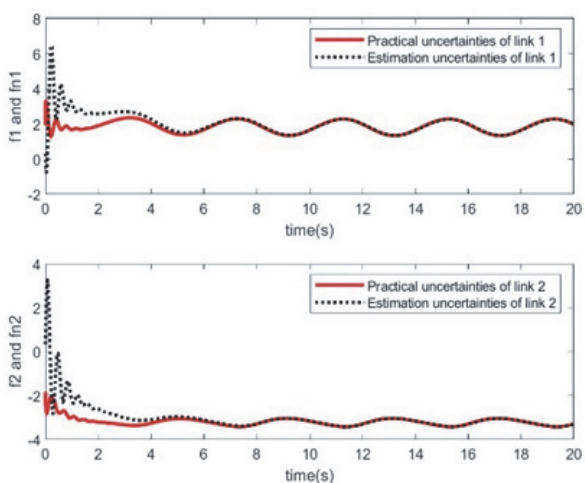 8
6
4
2
0
-2
f1 and fn1
Practical uncertainties of link 1
Estimation uncertainties of link 1
0 2 4 6 8 10 12 14 16 18 20
time(s)
4
2
0
-2
-4
f2 and fn2
Practical uncertainties of link 2
Estimation uncertainties of link 2
0 2 4 6 8 10 12 14 16 18 20
time(s)